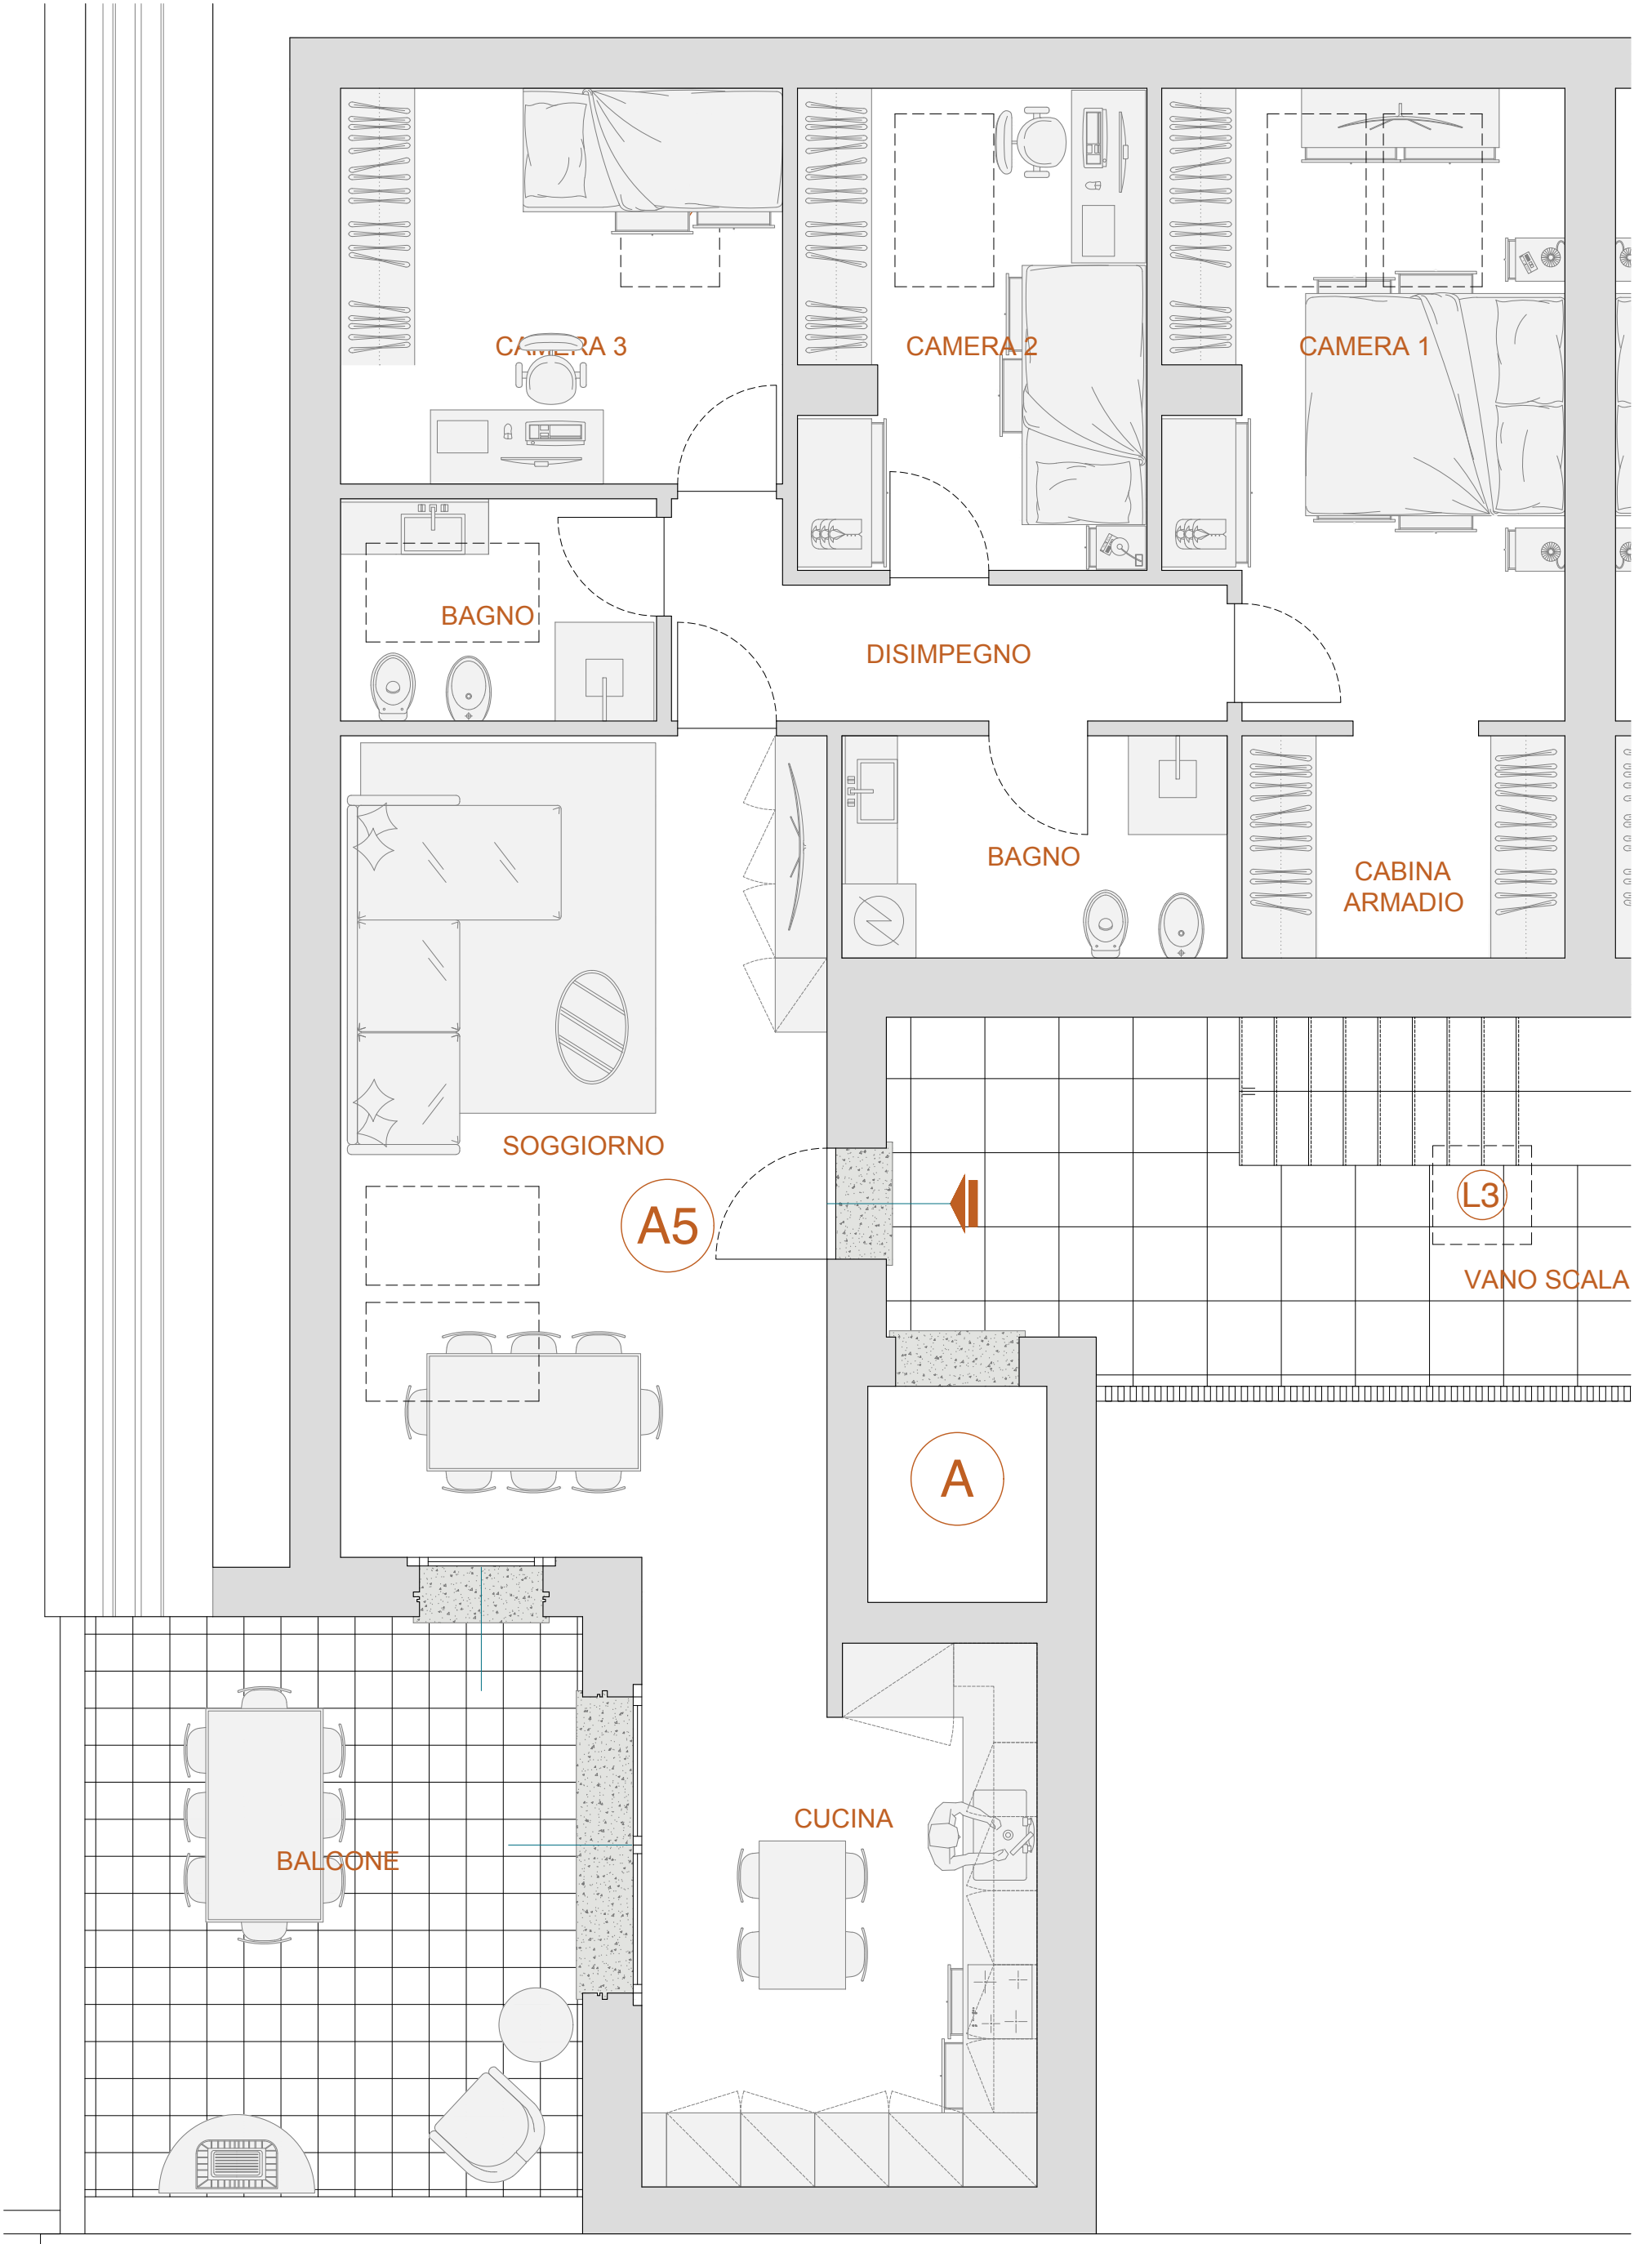 CAMERA 3
CAMERA 2
CAMERA 1
BAGNO
DISIMPEGNO
BAGNO
CABINA
ARMADIO
SOGGIORNO
A5
L3
VANO SCALA
A
CUCINA
BALCONE